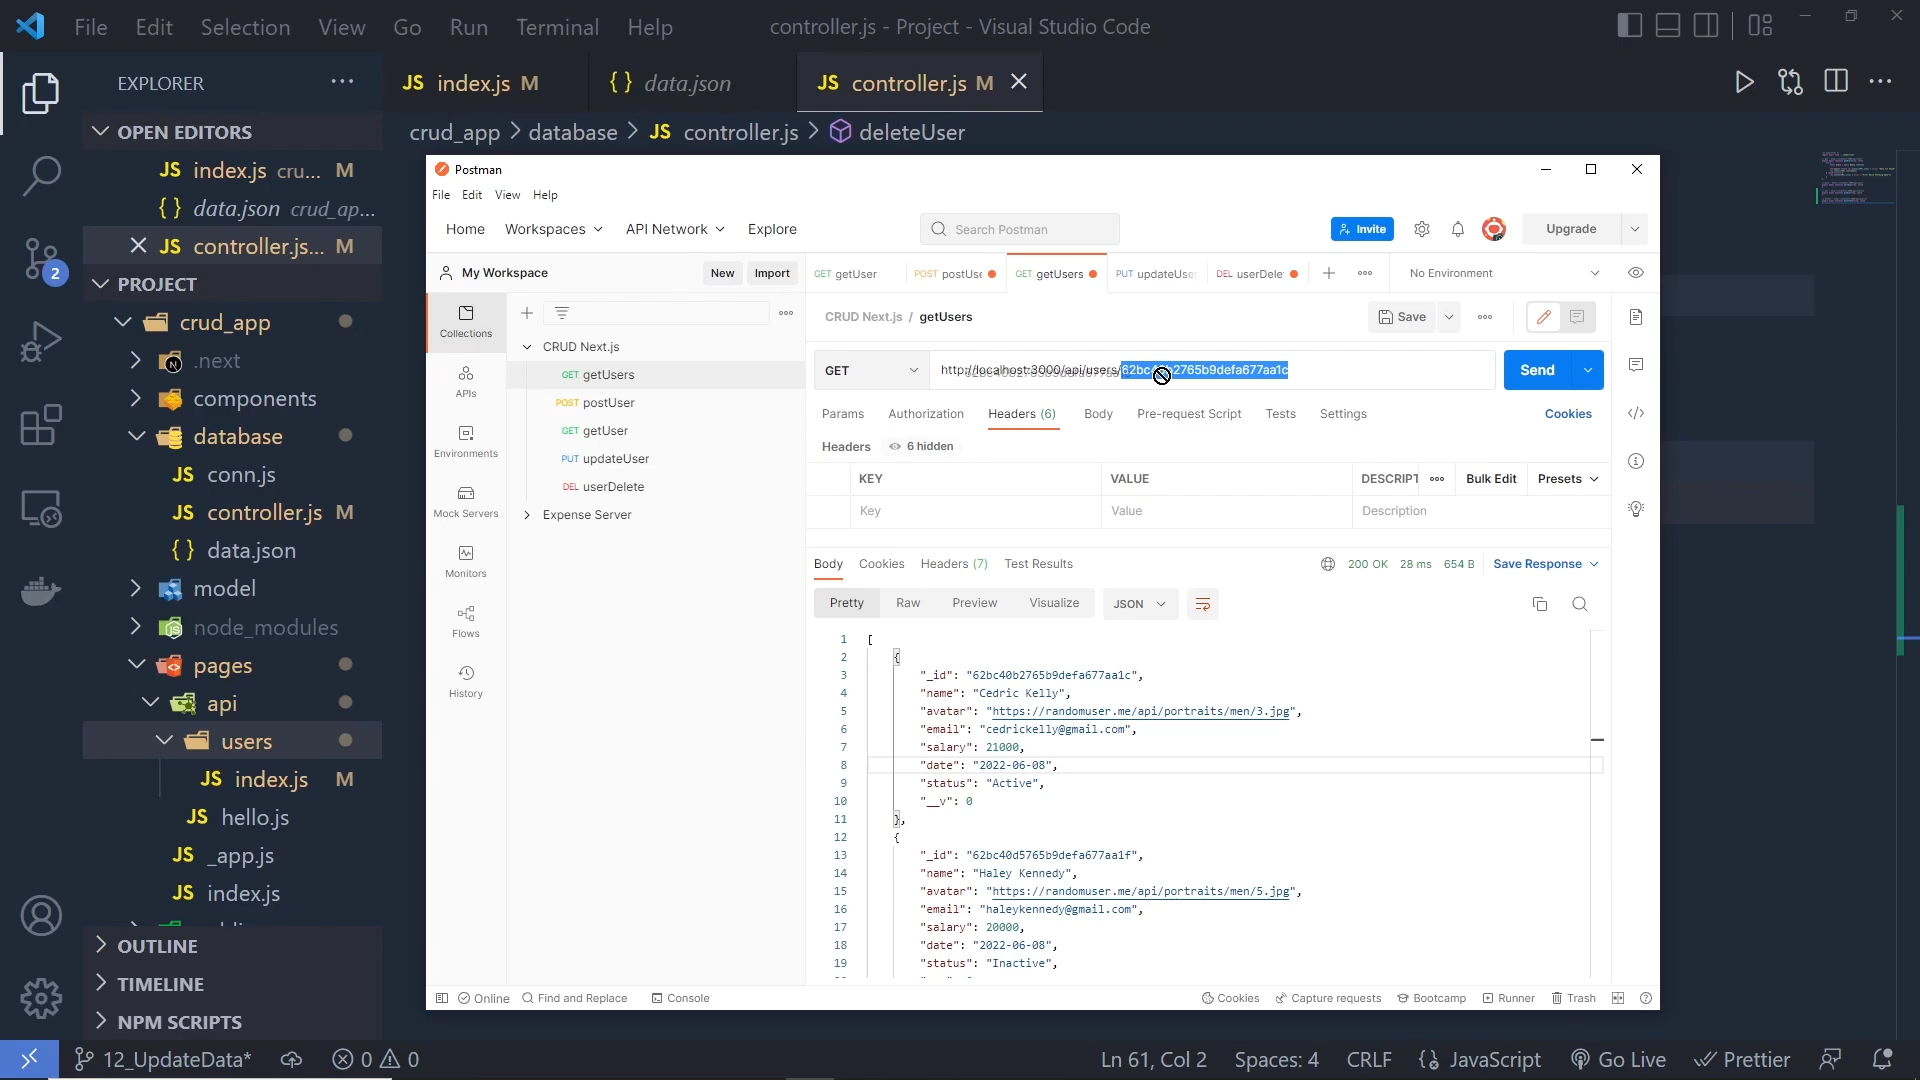 File Edit Selection View Go Run Terminal Help controller.js - Project - Visual Studio Code
EXPLORER
JS index.js M
{ } data.json
JS controller.js M
OPEN EDITORS
crud_app > database > JS controller.js > deleteUser
JS index.js cru... M
{ } data.json crud_ap...
JS controller.js... M
2
PROJECT
crud_app
.next
components
database
JS conn.js
JS controller.js M
{ } data.json
model
node_modules
pages
api
users
JS index.js M
JS hello.js
JS _app.js
JS index.js
OUTLINE
TIMELINE
NPM SCRIPTS
Postman
File Edit View Help
Home Workspaces API Network Explore
Search Postman
Invite
Upgrade
My Workspace
New Import
GET getUser POST postUse GET getUsers PUT updateUser DEL userDele
No Environment
Collections
APIs
Environments
Mock Servers
Monitors
Flows
History
CRUD Next.js
GET getUsers
POST postUser
GET getUser
PUT updateUser
DEL userDelete
Expense Server
CRUD Next.js / getUsers
Save
GET
http://localhost:3000/api/users/
Send
Params Authorization Headers (6) Body Pre-request Script Tests Settings Cookies
Headers 6 hidden
KEY VALUE DESCRIPT Bulk Edit Presets
Key Value Description
Body Cookies Headers (7) Test Results
200 OK 28 ms 654 B Save Response
Pretty Raw Preview Visualize JSON
1 [
2 {
3 "_id": "62bc40b2765b9defa677aa1c",
4 "name": "Cedric Kelly",
5 "avatar": "https://randomuser.me/api/portraits/men/3.jpg",
6 "email": "cedrickelly@gmail.com",
7 "salary": 21000,
8 "date": "2022-06-08",
9 "status": "Active",
10 "__v": 0
11 },
12 {
13 "_id": "62bc40d5765b9defa677aa1f",
14 "name": "Haley Kennedy",
15 "avatar": "https://randomuser.me/api/portraits/men/5.jpg",
16 "email": "haleykennedy@gmail.com",
17 "salary": 20000,
18 "date": "2022-06-08",
19 "status": "Inactive",
Online Find and Replace Console
Cookies Capture requests Bootcamp Runner Trash
12_UpdateData* 0 0
Ln 61, Col 2 Spaces: 4 CRLF JavaScript Go Live Prettier